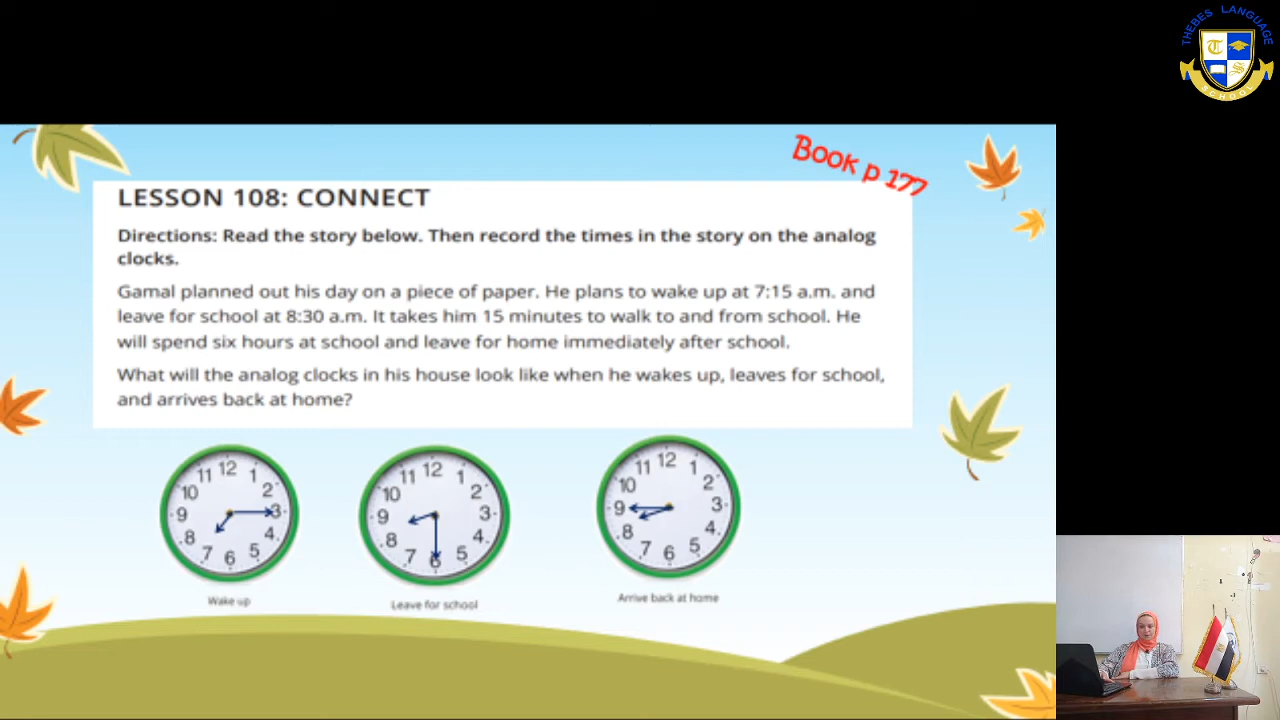 THEBES LANGUAGE
SCHOOL
Book p 177
LESSON 108: CONNECT
Directions: Read the story below. Then record the times in the story on the analog
clocks.
Gamal planned out his day on a piece of paper. He plans to wake up at 7:15 a.m. and
leave for school at 8:30 a.m. It takes him 15 minutes to walk to and from school. He
will spend six hours at school and leave for home immediately after school.
What will the analog clocks in his house look like when he wakes up, leaves for school,
and arrives back at home?
12 1 2 3 4 5 6 7 8 9 10 11
12 1 2 3 4 5 6 7 8 9 10 11
12 1 2 3 4 5 6 7 8 9 10 11
Wake up
Leave for school
Arrive back at home